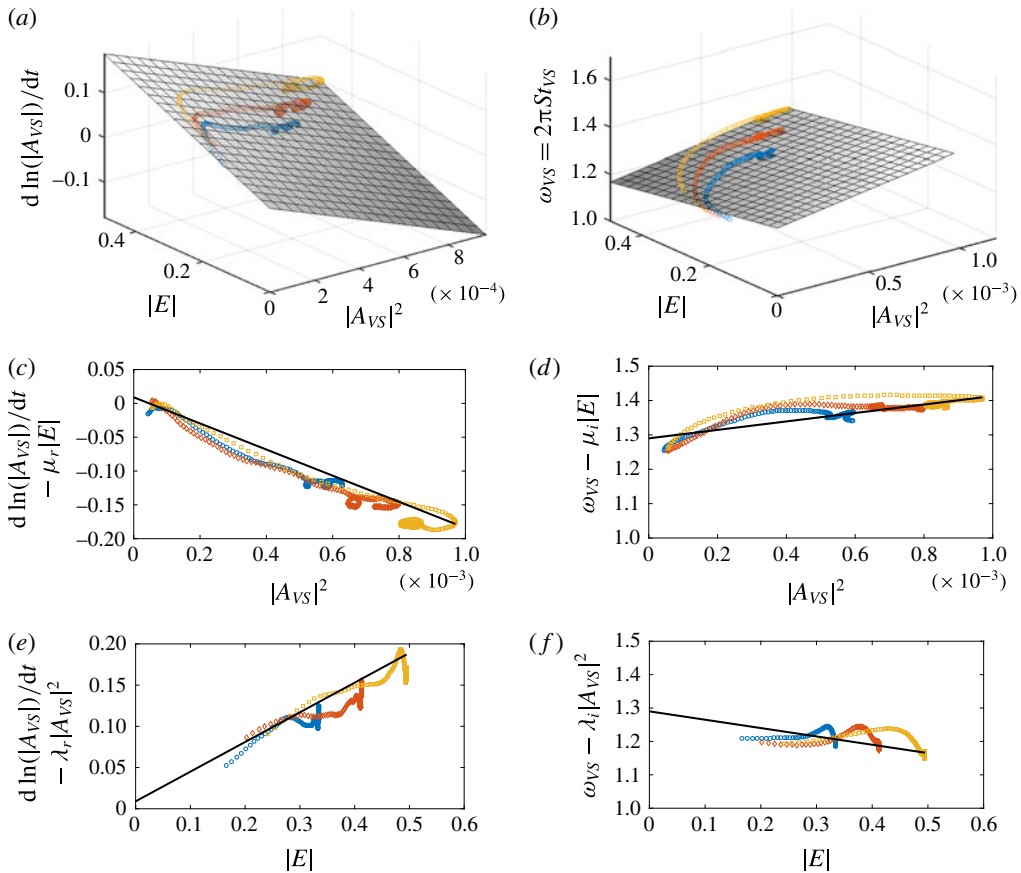 (a)
d ln(|A_VS|)/dt
0.1
0
−0.1
0.4
0.2
0
|E|
2
4
6
8
(× 10⁻⁴)
|A_VS|²
(b)
ω_VS = 2πSt_VS
1.6
1.4
1.2
1.0
0.4
0.2
0
|E|
0.5
1.0
(× 10⁻³)
|A_VS|²
(c)
d ln(|A_VS|)/dt
− μ_r|E|
0.05
0
−0.05
−0.10
−0.15
−0.20
0 0.2 0.4 0.6 0.8 1.0
(× 10⁻³)
|A_VS|²
(d)
ω_VS − μ_i|E|
1.5
1.4
1.3
1.2
1.1
1.0
0 0.2 0.4 0.6 0.8 1.0
(× 10⁻³)
|A_VS|²
(e)
d ln(|A_VS|)/dt
− λ_r|A_VS|²
0.20
0.15
0.10
0.05
0
0 0.1 0.2 0.3 0.4 0.5 0.6
|E|
(f)
ω_VS − λ_i|A_VS|²
1.5
1.4
1.3
1.2
1.1
1.0
0 0.1 0.2 0.3 0.4 0.5 0.6
|E|